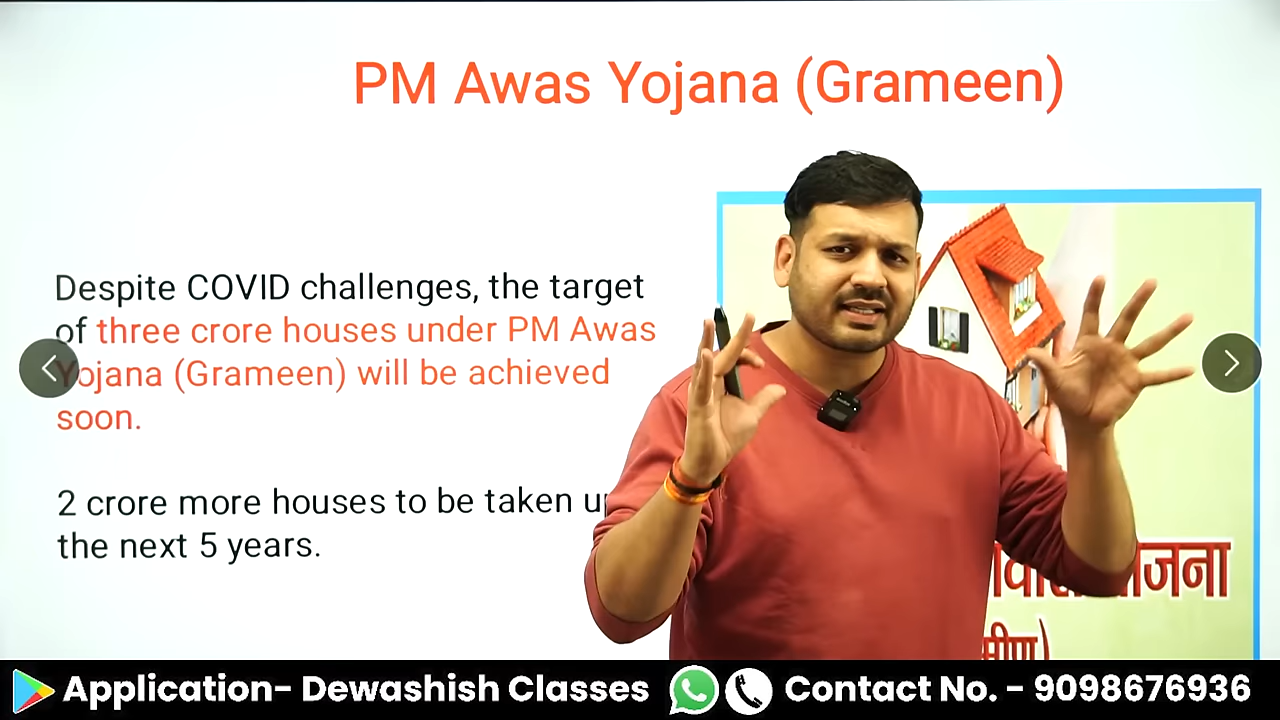 PM Awas Yojana (Grameen)
Despite COVID challenges, the target
of three crore houses under PM Awas
Yojana (Grameen) will be achieved
soon.
2 crore more houses to be taken
the next 5 years.
योजना
Application- Dewashish Classes
Contact No. - 9098676936